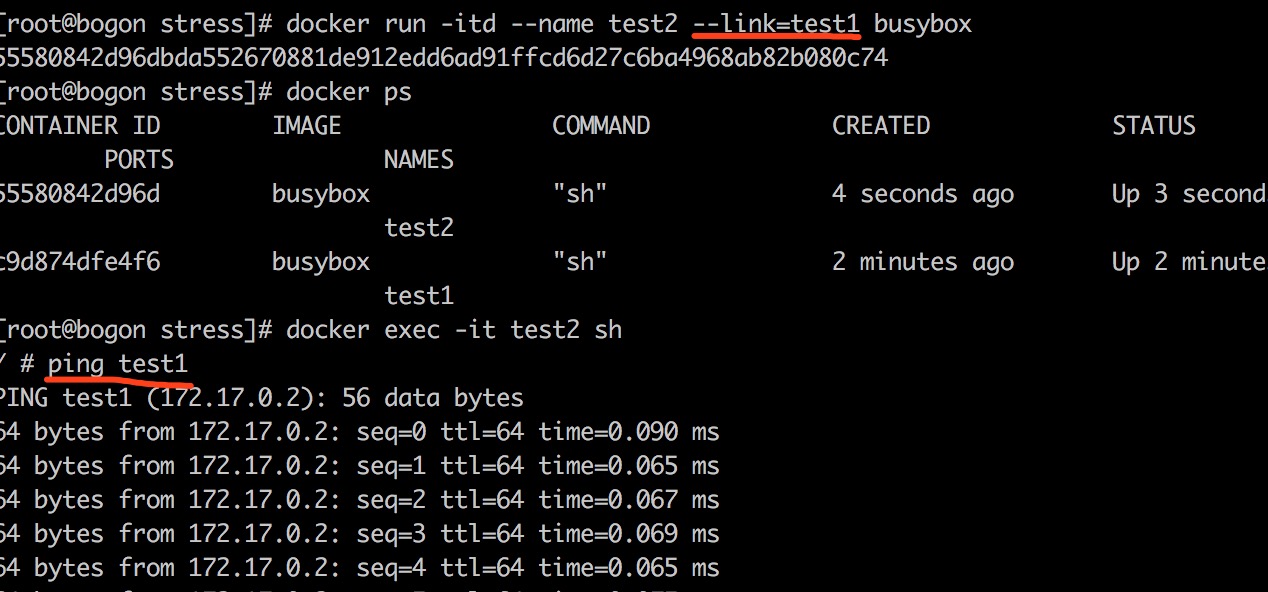 [root@bogon stress]# docker run -itd --name test2 --link=test1 busybox
55580842d96dbda552670881de912edd6ad91ffcd6d27c6ba4968ab82b080c74
[root@bogon stress]# docker ps
CONTAINER ID IMAGE COMMAND CREATED STATUS
PORTS NAMES
55580842d96d busybox "sh" 4 seconds ago Up 3 second
test2
c9d874dfe4f6 busybox "sh" 2 minutes ago Up 2 minute
test1
[root@bogon stress]# docker exec -it test2 sh
/ # ping test1
PING test1 (172.17.0.2): 56 data bytes
64 bytes from 172.17.0.2: seq=0 ttl=64 time=0.090 ms
64 bytes from 172.17.0.2: seq=1 ttl=64 time=0.065 ms
64 bytes from 172.17.0.2: seq=2 ttl=64 time=0.067 ms
64 bytes from 172.17.0.2: seq=3 ttl=64 time=0.069 ms
64 bytes from 172.17.0.2: seq=4 ttl=64 time=0.065 ms